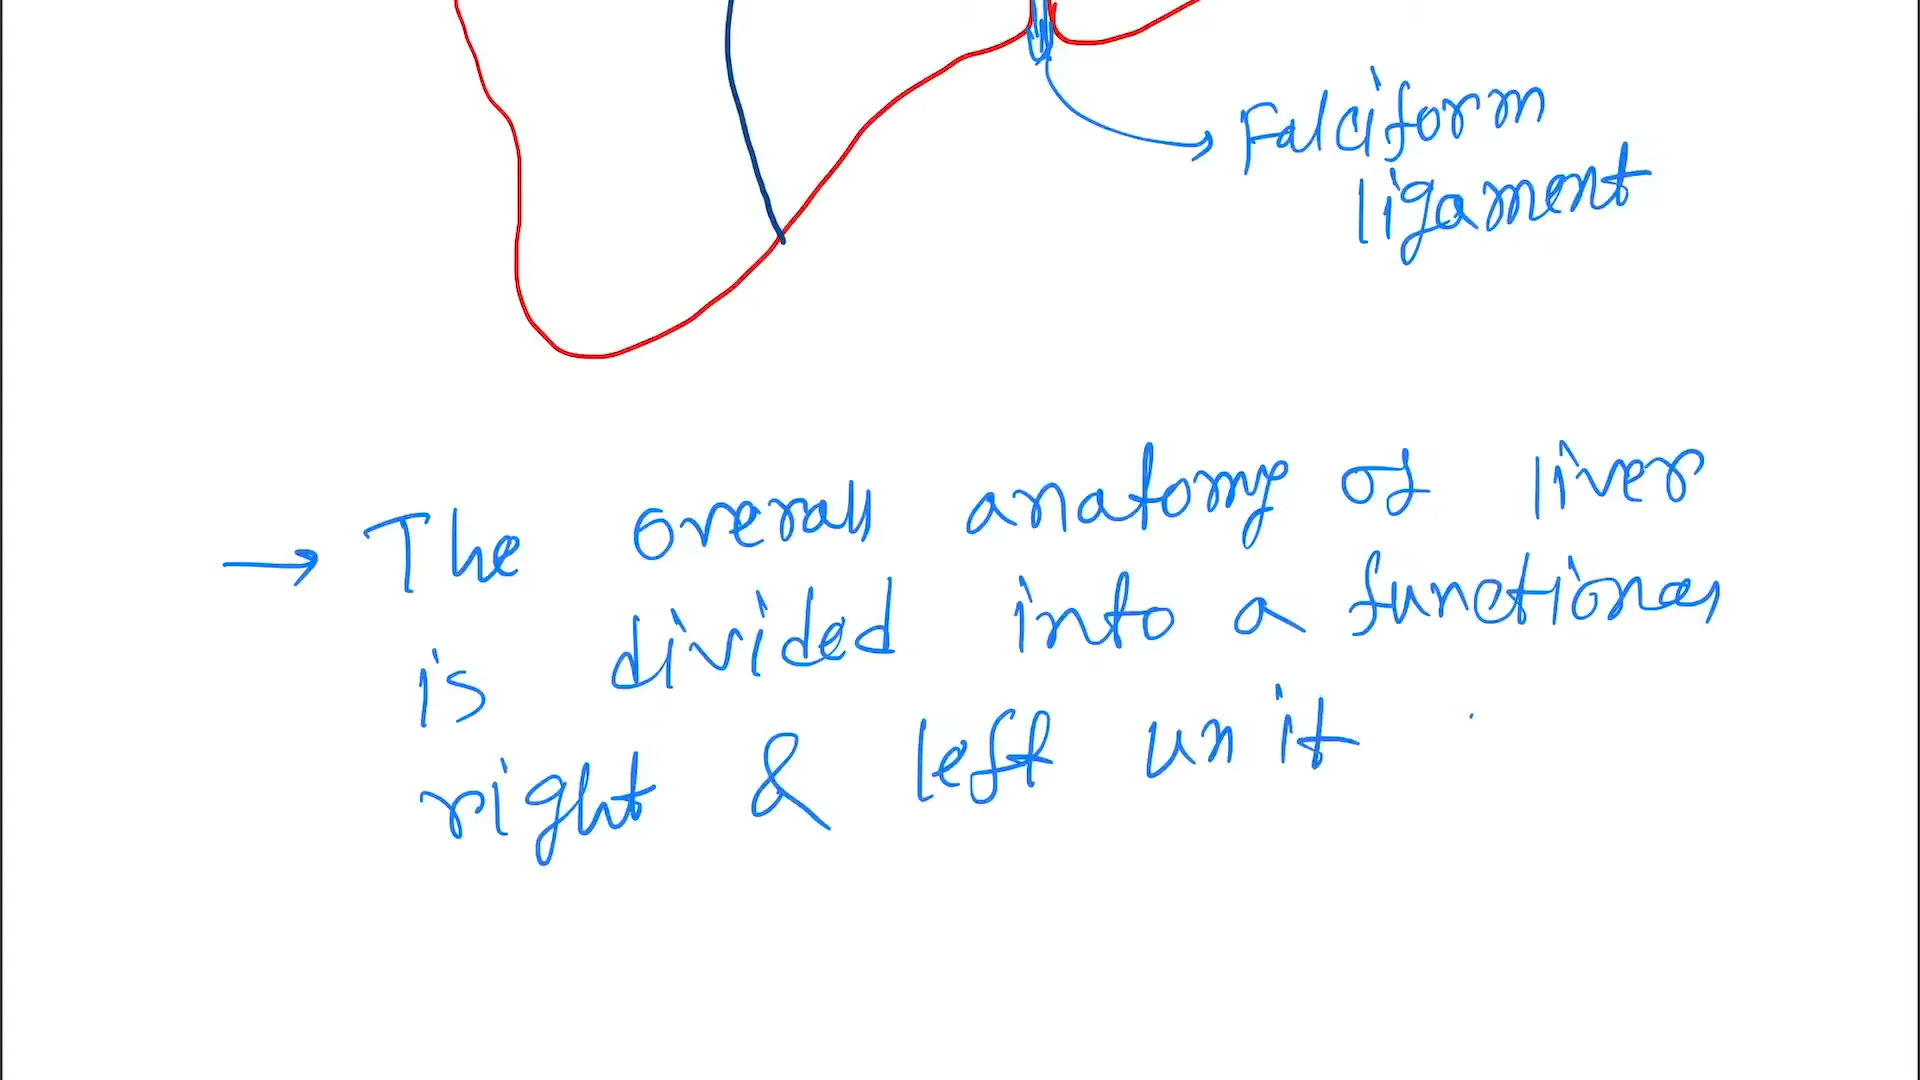 Falciform
ligament
→ The overall anatomy of liver
is divided into a functional
right & left unit